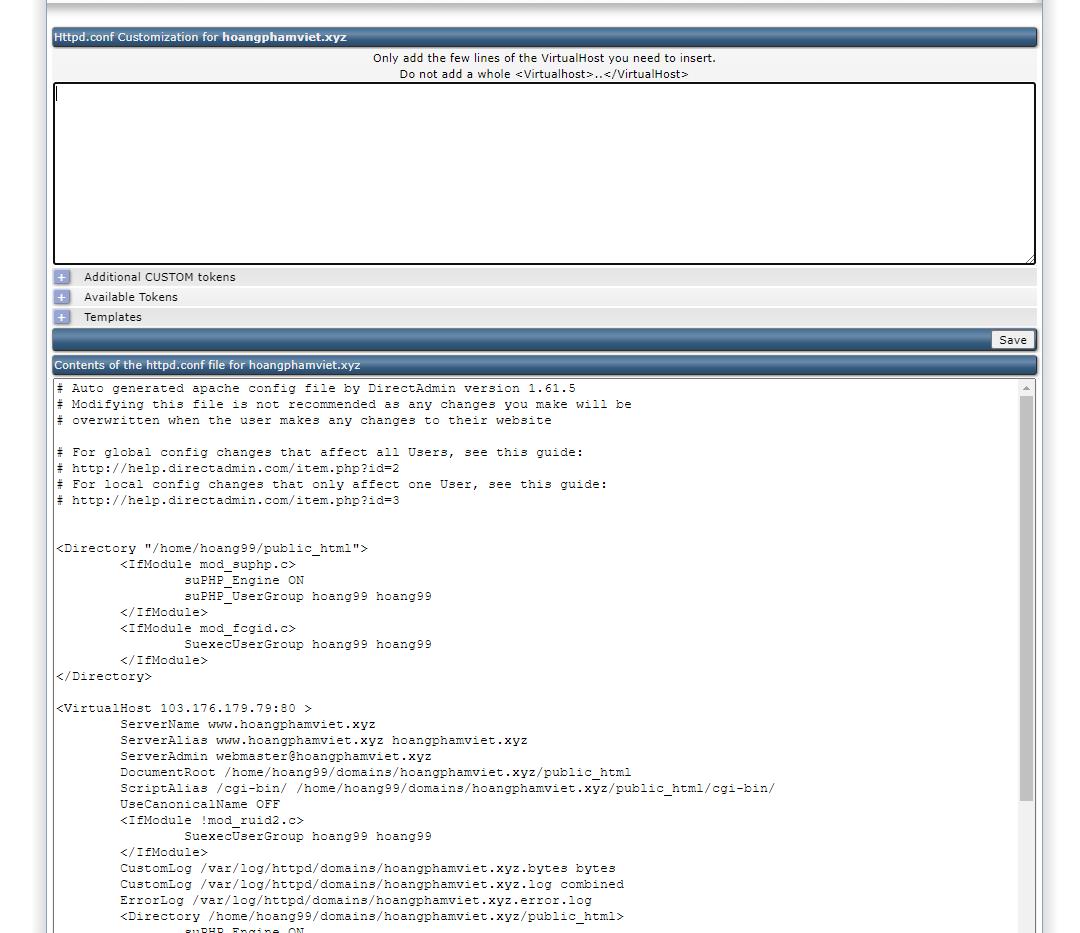 Httpd.conf Customization for hoangphamviet.xyz
Only add the few lines of the VirtualHost you need to insert.
Do not add a whole <Virtualhost>..</VirtualHost>
+ Additional CUSTOM tokens
+ Available Tokens
+ Templates
Save
Contents of the httpd.conf file for hoangphamviet.xyz
# Auto generated apache config file by DirectAdmin version 1.61.5
# Modifying this file is not recommended as any changes you make will be
# overwritten when the user makes any changes to their website
# For global config changes that affect all Users, see this guide:
# http://help.directadmin.com/item.php?id=2
# For local config changes that only affect one User, see this guide:
# http://help.directadmin.com/item.php?id=3
<Directory "/home/hoang99/public_html">
<IfModule mod_suphp.c>
suPHP_Engine ON
suPHP_UserGroup hoang99 hoang99
</IfModule>
<IfModule mod_fcgid.c>
SuexecUserGroup hoang99 hoang99
</IfModule>
</Directory>
<VirtualHost 103.176.179.79:80 >
ServerName www.hoangphamviet.xyz
ServerAlias www.hoangphamviet.xyz hoangphamviet.xyz
ServerAdmin webmaster@hoangphamviet.xyz
DocumentRoot /home/hoang99/domains/hoangphamviet.xyz/public_html
ScriptAlias /cgi-bin/ /home/hoang99/domains/hoangphamviet.xyz/public_html/cgi-bin/
UseCanonicalName OFF
<IfModule !mod_ruid2.c>
SuexecUserGroup hoang99 hoang99
</IfModule>
CustomLog /var/log/httpd/domains/hoangphamviet.xyz.bytes bytes
CustomLog /var/log/httpd/domains/hoangphamviet.xyz.log combined
ErrorLog /var/log/httpd/domains/hoangphamviet.xyz.error.log
<Directory /home/hoang99/domains/hoangphamviet.xyz/public_html>
suPHP_Engine ON